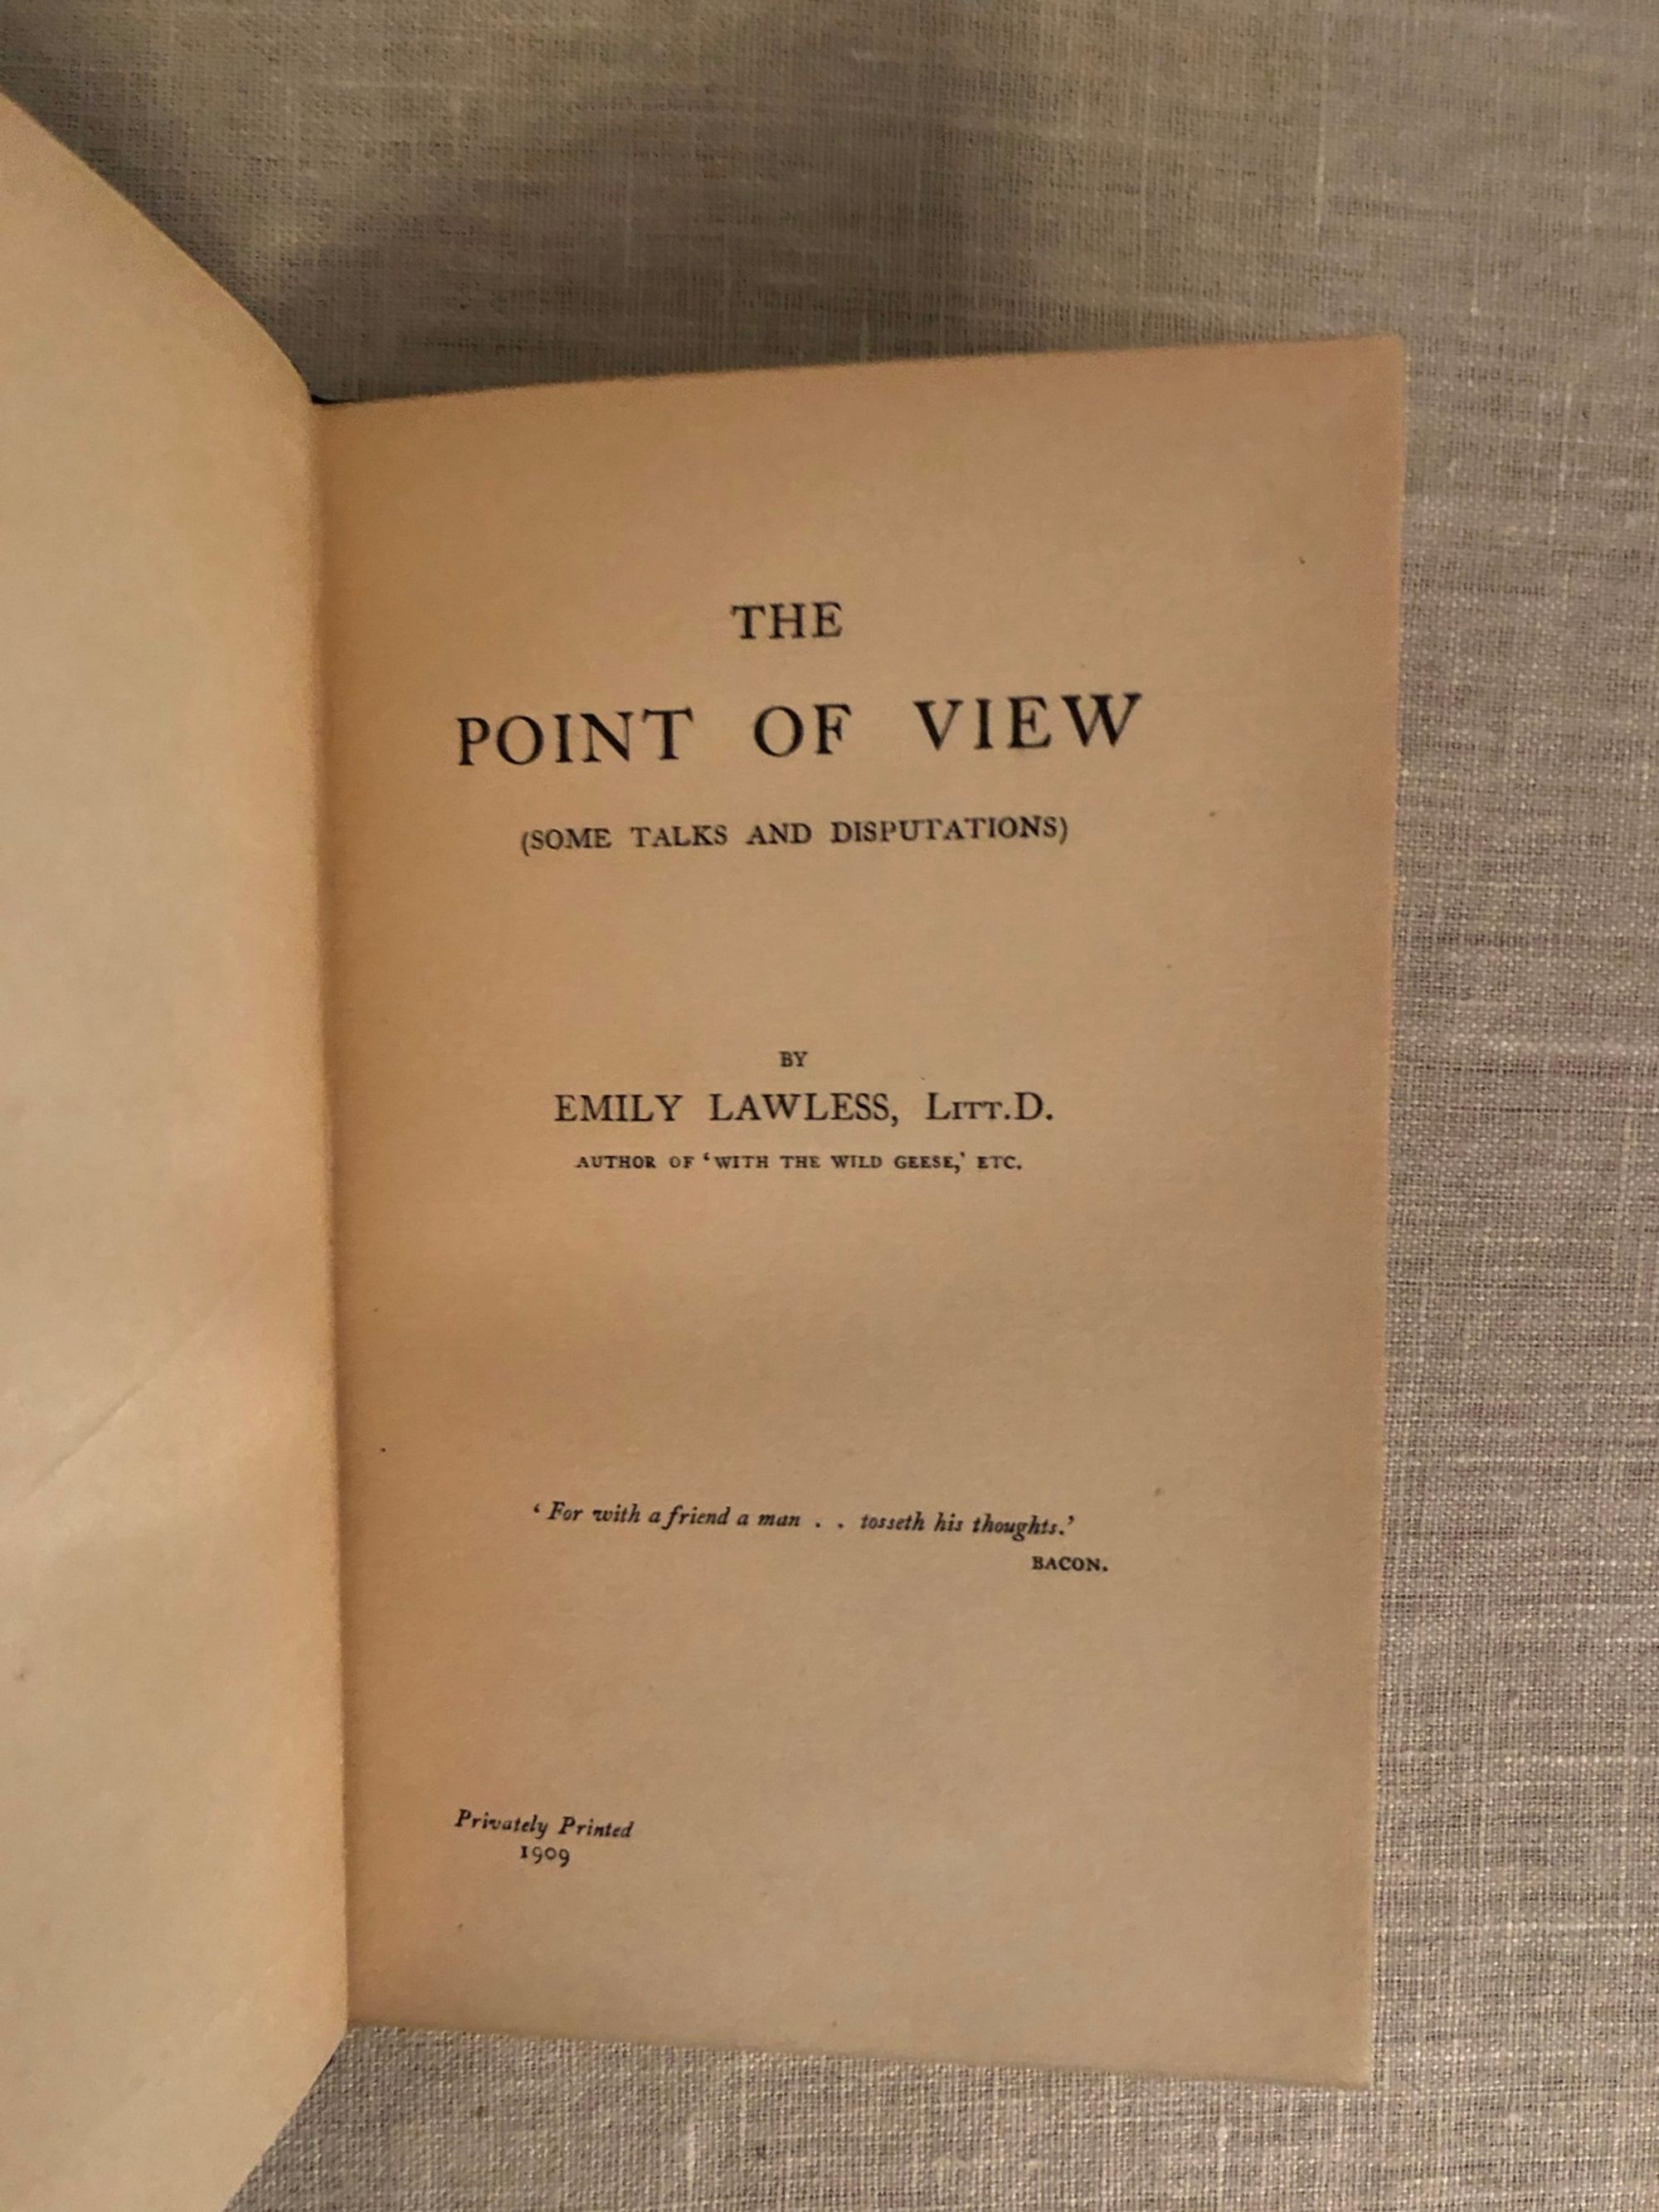 THE
POINT OF VIEW
(SOME TALKS AND DISPUTATIONS)
BY
EMILY LAWLESS, LITT.D.
AUTHOR OF ‘WITH THE WILD GEESE,’ ETC.
‘For with a friend a man . . tosseth his thoughts.’
BACON.
Privately Printed
1909